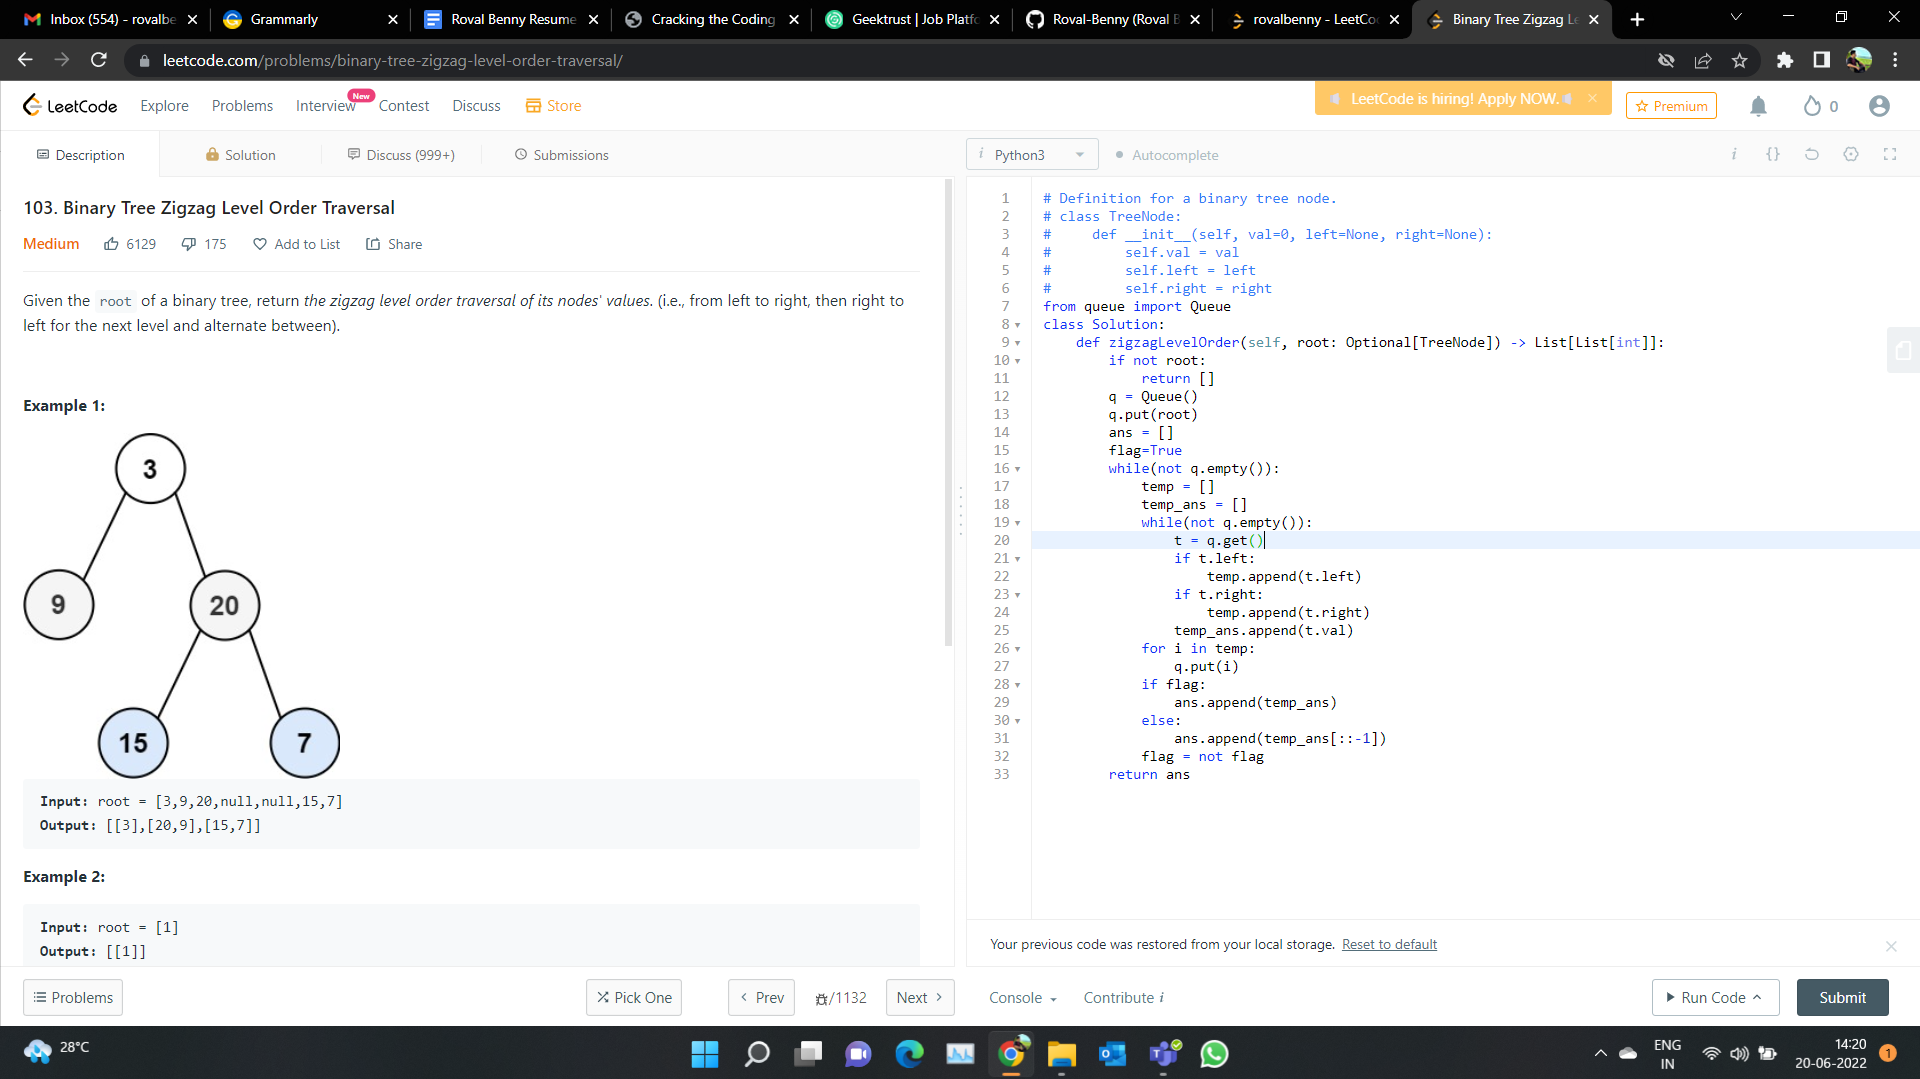 Inbox (554) - rovalbe
Grammarly
Roval Benny Resume
Cracking the Coding
Geektrust | Job Platfo
Roval-Benny (Roval B
rovalbenny - LeetCo
Binary Tree Zigzag Le
leetcode.com/problems/binary-tree-zigzag-level-order-traversal/
LeetCode
Explore
Problems
Interview
New
Contest
Discuss
Store
LeetCode is hiring! Apply NOW.
Premium
0
Description
Solution
Discuss (999+)
Submissions
i Python3
Autocomplete
i
{}
103. Binary Tree Zigzag Level Order Traversal
Medium
6129
175
Add to List
Share
Given the root of a binary tree, return the zigzag level order traversal of its nodes' values. (i.e., from left to right, then right to
left for the next level and alternate between).
Example 1:
3
9
20
15
7
Input: root = [3,9,20,null,null,15,7]
Output: [[3],[20,9],[15,7]]
Example 2:
Input: root = [1]
Output: [[1]]
1 # Definition for a binary tree node.
2 # class TreeNode:
3 #     def __init__(self, val=0, left=None, right=None):
4 #         self.val = val
5 #         self.left = left
6 #         self.right = right
7 from queue import Queue
8 class Solution:
9     def zigzagLevelOrder(self, root: Optional[TreeNode]) -> List[List[int]]:
10         if not root:
11             return []
12         q = Queue()
13         q.put(root)
14         ans = []
15         flag=True
16         while(not q.empty()):
17             temp = []
18             temp_ans = []
19             while(not q.empty()):
20                 t = q.get()
21                 if t.left:
22                     temp.append(t.left)
23                 if t.right:
24                     temp.append(t.right)
25                 temp_ans.append(t.val)
26             for i in temp:
27                 q.put(i)
28             if flag:
29                 ans.append(temp_ans)
30             else:
31                 ans.append(temp_ans[::-1])
32             flag = not flag
33         return ans
Your previous code was restored from your local storage. Reset to default
Problems
Pick One
Prev
/1132
Next
Console
Contribute i
Run Code
Submit
28°C
ENG
IN
14:20
20-06-2022
1